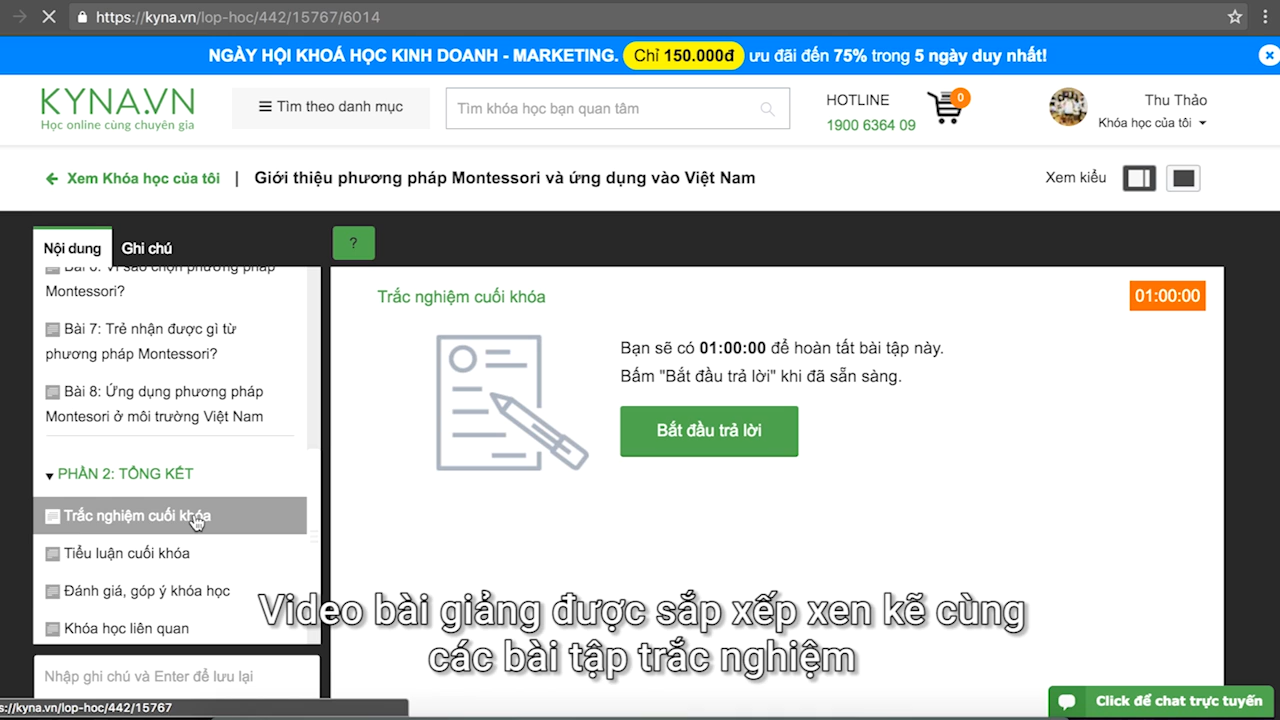 https://kyna.vn/lop-hoc/442/15767/6014
NGÀY HỘI KHOÁ HỌC KINH DOANH - MARKETING. Chỉ 150.000đ ưu đãi đến 75% trong 5 ngày duy nhất!
KYNA.VN
Học online cùng chuyên gia
Tìm theo danh mục
Tìm khóa học bạn quan tâm
HOTLINE
1900 6364 09
0
Thu Thảo
Khóa học của tôi
Xem Khóa học của tôi | Giới thiệu phương pháp Montessori và ứng dụng vào Việt Nam
Xem kiểu
Nội dung
Ghi chú
?
Bài 6: Vì sao chọn phương pháp
Montessori?
Bài 7: Trẻ nhận được gì từ
phương pháp Montessori?
Bài 8: Ứng dụng phương pháp
Montesori ở môi trường Việt Nam
PHẦN 2: TỔNG KẾT
Trắc nghiệm cuối khóa
Tiểu luận cuối khóa
Đánh giá, góp ý khóa học
Khóa học liên quan
Nhập ghi chú và Enter để lưu lại
Trắc nghiệm cuối khóa
01:00:00
Bạn sẽ có 01:00:00 để hoàn tất bài tập này.
Bấm "Bắt đầu trả lời" khi đã sẵn sàng.
Bắt đầu trả lời
Video bài giảng được sắp xếp xen kẽ cùng
các bài tập trắc nghiệm
s://kyna.vn/lop-hoc/442/15767
Click để chat trực tuyến